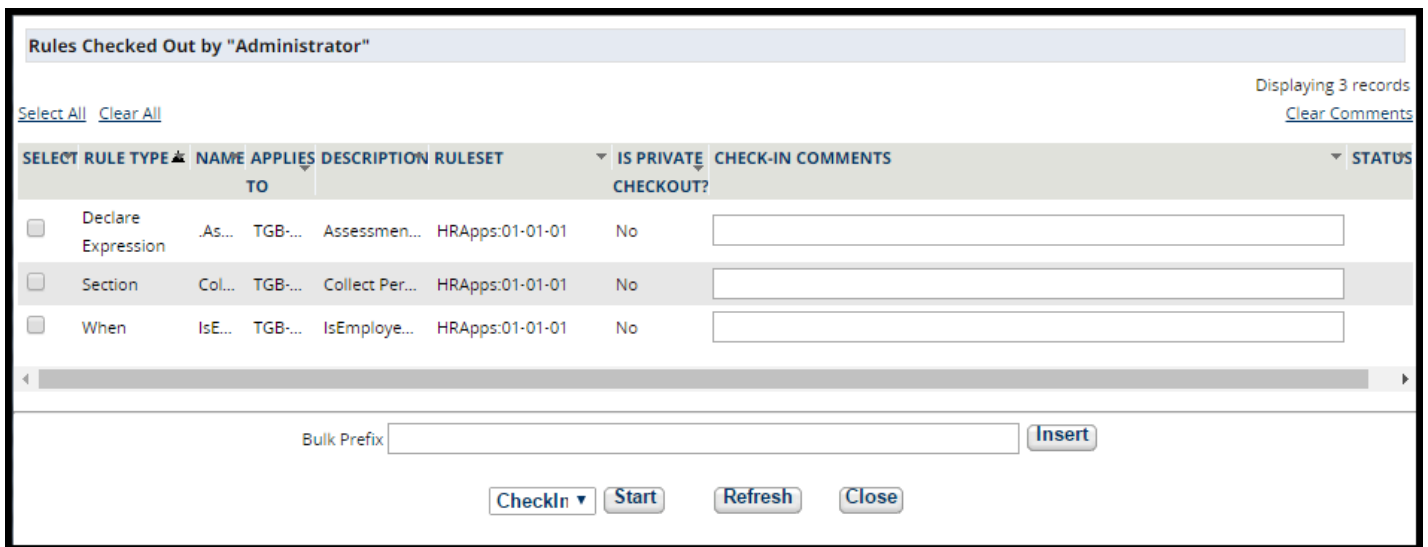 Rules Checked Out by "Administrator"
Displaying 3 records
Select All Clear All Clear Comments
SELECT RULE TYPE NAME APPLIES TO DESCRIPTION RULESET IS PRIVATE CHECKOUT? CHECK-IN COMMENTS STATUS
Declare Expression .As... TGB-... Assessmen... HRApps:01-01-01 No
Section Col... TGB-... Collect Per... HRApps:01-01-01 No
When IsE... TGB-... IsEmploye... HRApps:01-01-01 No
Bulk Prefix Insert
CheckIn Start Refresh Close